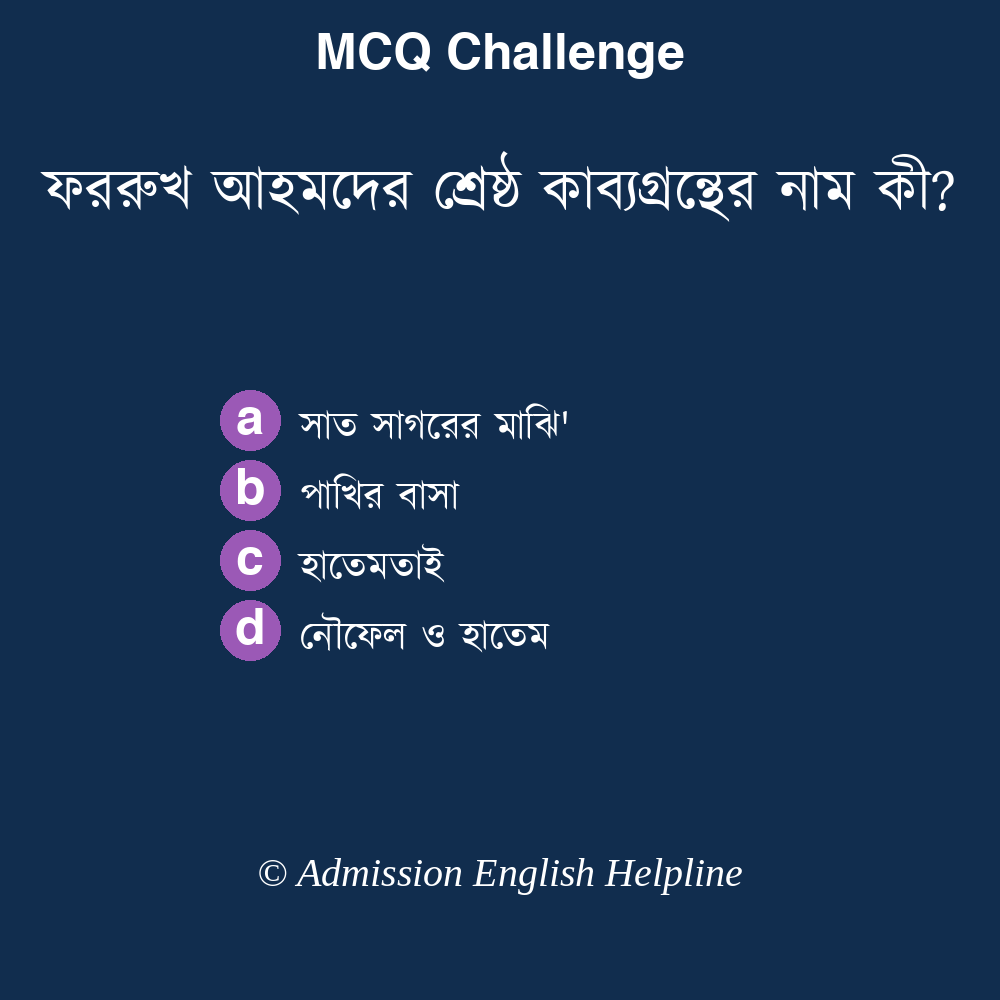 MCQ Challenge
ফররুখ আহমদের শ্রেষ্ঠ কাব্যগ্রন্থের নাম কী?
a সাত সাগরের মাঝি'
b পাখির বাসা
c হাতেমতাই
d নৌফেল ও হাতেম
© Admission English Helpline